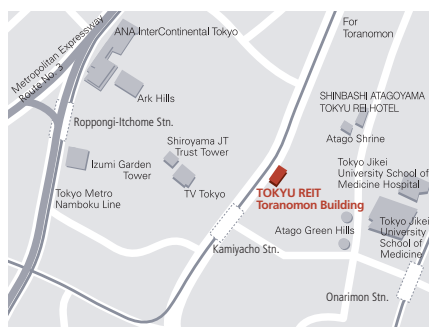 For
Toranomon
Metropolitan Expressway
Route No. 3
ANA InterContinental Tokyo
Ark Hills
SHINBASHI ATAGOYAMA
TOKYU REI HOTEL
Roppongi-Itchome Stn.
Atago Shrine
Shiroyama JT
Trust Tower
Izumi Garden
Tower
Tokyo Jikei
University School of
Medicine Hospital
Tokyo Metro
Namboku Line
TV Tokyo
TOKYU REIT
Toranomon Building
Atago Green Hills
Tokyo Jikei
University
School of
Medicine
Kamiyacho Stn.
Onarimon Stn.